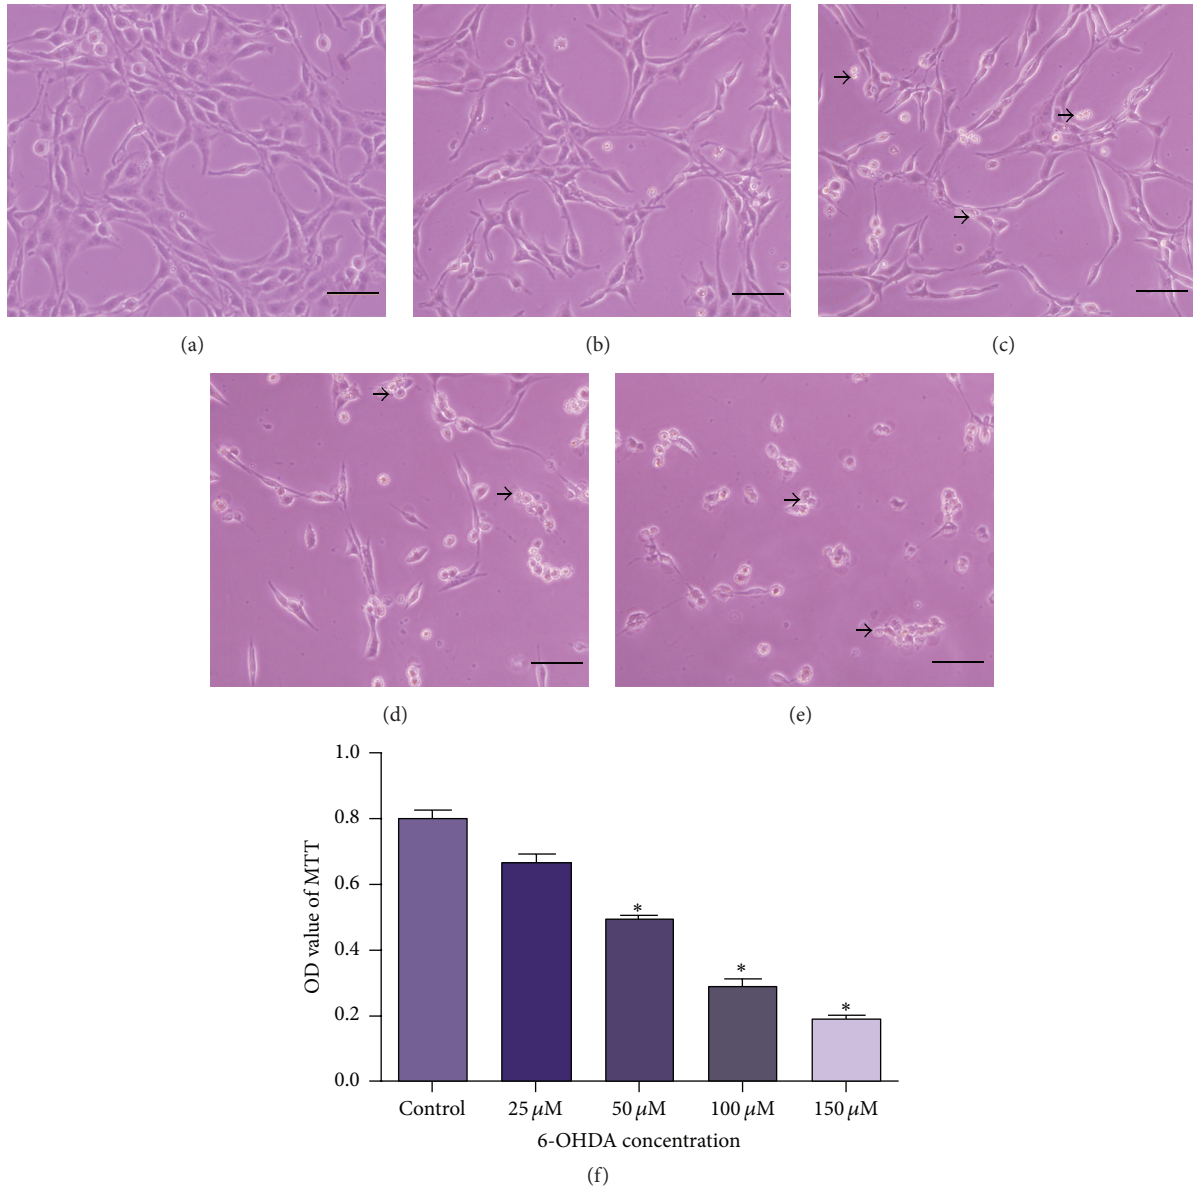 (a)
(b)
(c)
(d)
(e)
1.0
0.8
0.6
0.4
0.2
0.0
OD value of MTT
*
*
*
Control
25 μM
50 μM
100 μM
150 μM
6-OHDA concentration
(f)